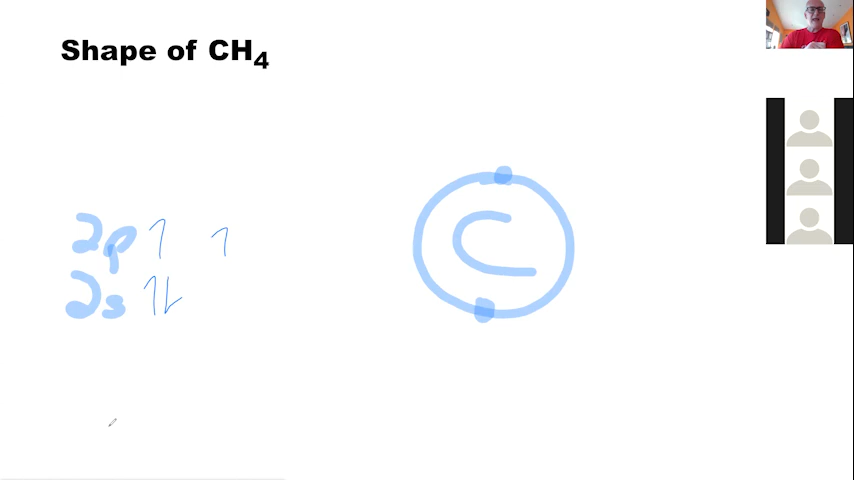 Shape of CH₄
2p ↿ ↿
2s ↿⇂
C